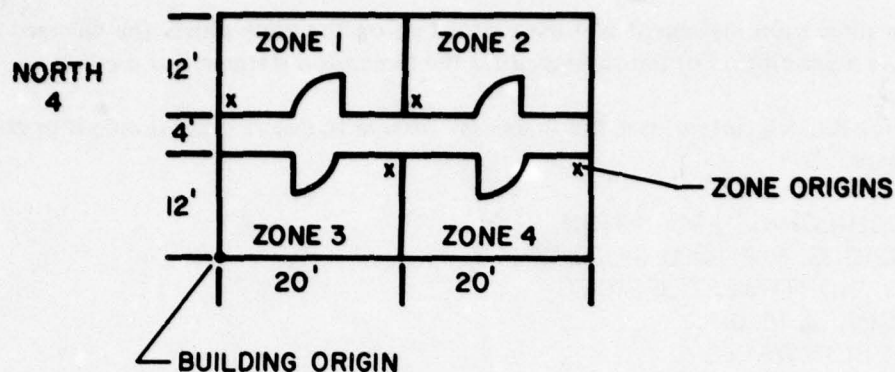 ZONE 1
ZONE 2
12'
NORTH
4
x
x
4'
x
x
ZONE ORIGINS
12'
ZONE 3
ZONE 4
20'
20'
BUILDING ORIGIN